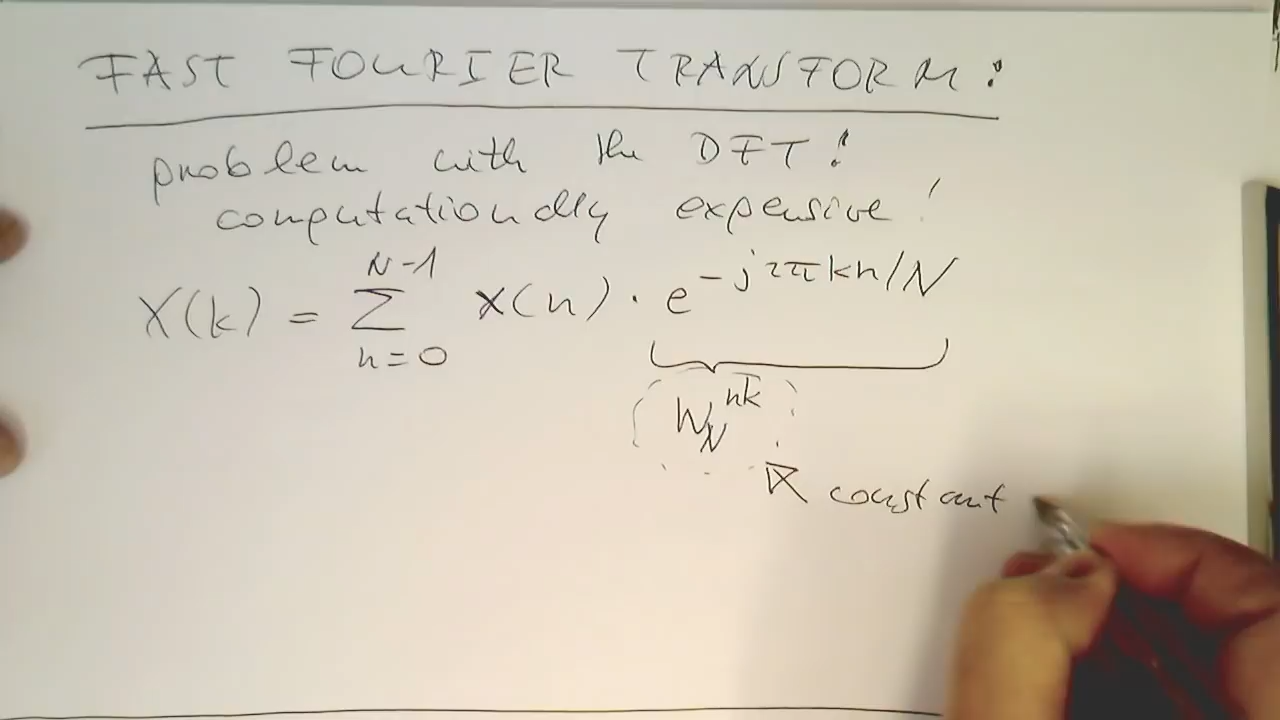 FAST FOURIER TRANSFORM:
problem with the DFT!
computationally expensive!
X(k) = Σ_{n=0}^{N-1} x(n) · e^{-j2πkn/N}
W_N^{nk}
constant